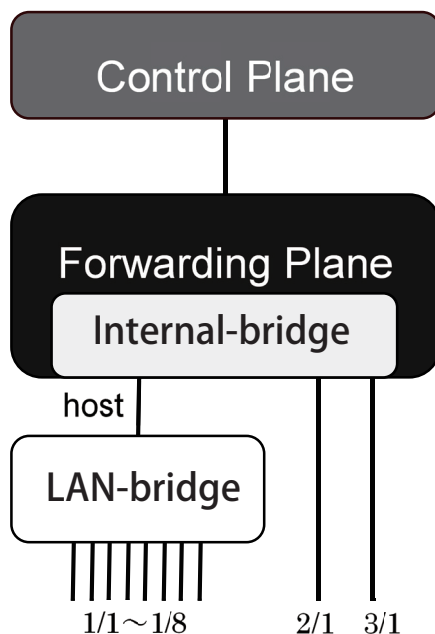 Control Plane
Forwarding Plane
Internal-bridge
host
LAN-bridge
1/1～1/8 2/1 3/1